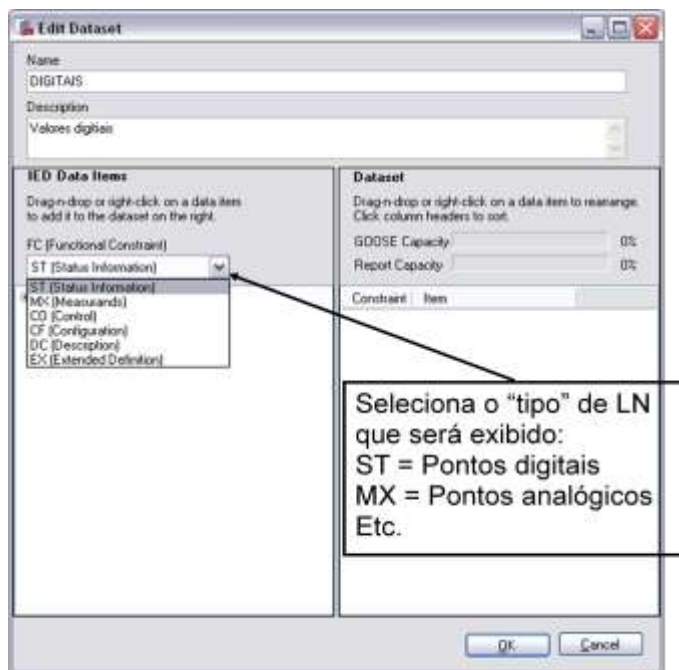 Edit Dataset
Name
DIGITAIS
Description
Valores digitiais
IED Data Items
Drag-n-drop or right-click on a data item
to add it to the dataset on the right.
FC (Functional Constraint)
ST (Status Information)
ST (Status Information)
MX (Measurands)
CO (Control)
CF (Configuration)
DC (Description)
EX (Extended Definition)
Dataset
Drag-n-drop or right-click on a data item to rearrange.
Click column headers to sort.
GOOSE Capacity 0%
Report Capacity 0%
Constraint Item
Seleciona o “tipo” de LN
que será exibido:
ST = Pontos digitais
MX = Pontos analógicos
Etc.
OK Cancel